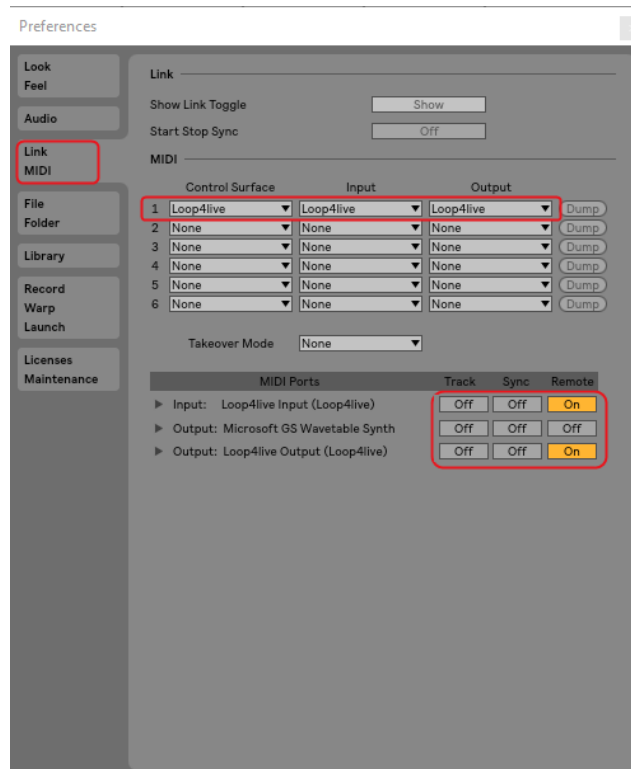 Preferences
Look
Feel
Audio
Link
MIDI
File
Folder
Library
Record
Warp
Launch
Licenses
Maintenance
Link
Show Link Toggle Show
Start Stop Sync Off
MIDI
Control Surface Input Output
1 Loop4live Loop4live Loop4live Dump
2 None None None Dump
3 None None None Dump
4 None None None Dump
5 None None None Dump
6 None None None Dump
Takeover Mode None
MIDI Ports Track Sync Remote
Input: Loop4live Input (Loop4live) Off Off On
Output: Microsoft GS Wavetable Synth Off Off Off
Output: Loop4live Output (Loop4live) Off Off On